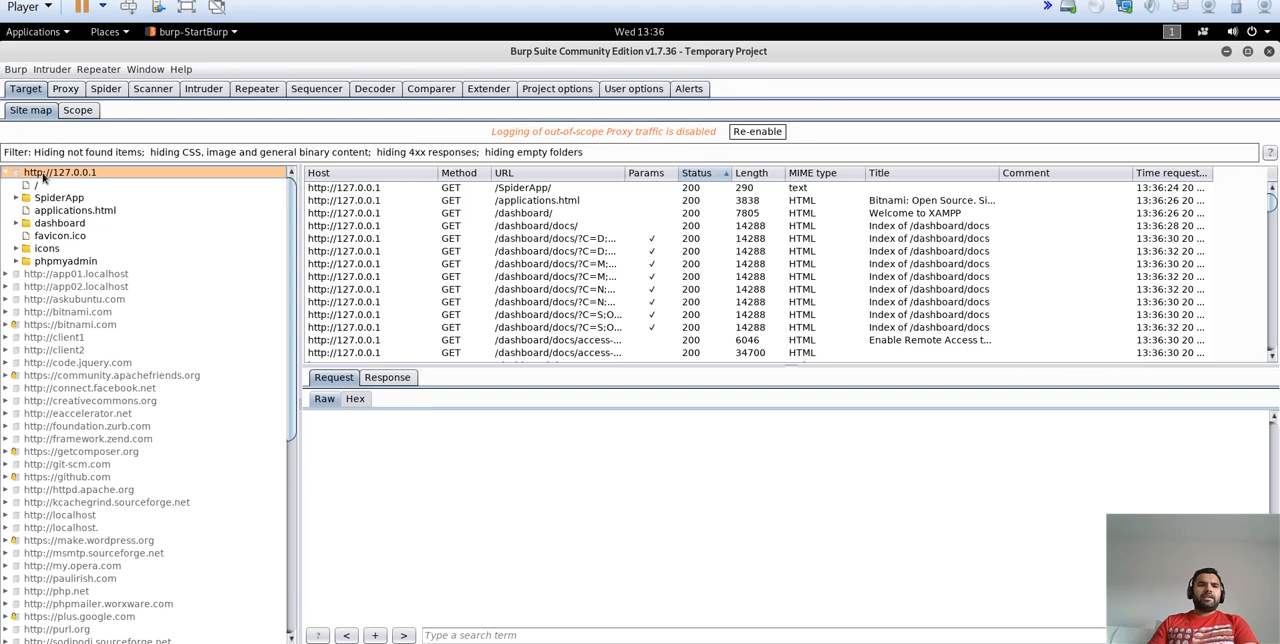 Player
Applications Places burp-StartBurp Wed 13:36 1
Burp Suite Community Edition v1.7.36 - Temporary Project
Burp Intruder Repeater Window Help
Target Proxy Spider Scanner Intruder Repeater Sequencer Decoder Comparer Extender Project options User options Alerts
Site map Scope
Logging of out-of-scope Proxy traffic is disabled Re-enable
Filter: Hiding not found items; hiding CSS, image and general binary content; hiding 4xx responses; hiding empty folders ?
http://127.0.0.1
/
SpiderApp
applications.html
dashboard
favicon.ico
icons
phpmyadmin
http://app01.localhost
http://app02.localhost
http://askubuntu.com
http://bitnami.com
https://bitnami.com
http://client1
http://client2
http://code.jquery.com
https://community.apachefriends.org
http://connect.facebook.net
http://creativecommons.org
http://eaccelerator.net
http://foundation.zurb.com
http://framework.zend.com
https://getcomposer.org
http://git-scm.com
https://github.com
http://httpd.apache.org
http://kcachegrind.sourceforge.net
http://localhost
http://localhost.
https://make.wordpress.org
http://msmtp.sourceforge.net
http://my.opera.com
http://paulirish.com
http://php.net
http://phpmailer.worxware.com
https://plus.google.com
http://purl.org
http://sodipodi.sourceforge.net
Host Method URL Params Status Length MIME type Title Comment Time request...
http://127.0.0.1 GET /SpiderApp/ 200 290 text 13:36:24 20 ...
http://127.0.0.1 GET /applications.html 200 3838 HTML Bitnami: Open Source. Si... 13:36:26 20 ...
http://127.0.0.1 GET /dashboard/ 200 7805 HTML Welcome to XAMPP 13:36:26 20 ...
http://127.0.0.1 GET /dashboard/docs/ 200 14288 HTML Index of /dashboard/docs 13:36:28 20 ...
http://127.0.0.1 GET /dashboard/docs/?C=D;... ✓ 200 14288 HTML Index of /dashboard/docs 13:36:30 20 ...
http://127.0.0.1 GET /dashboard/docs/?C=D;... ✓ 200 14288 HTML Index of /dashboard/docs 13:36:30 20 ...
http://127.0.0.1 GET /dashboard/docs/?C=M;... ✓ 200 14288 HTML Index of /dashboard/docs 13:36:30 20 ...
http://127.0.0.1 GET /dashboard/docs/?C=M;... ✓ 200 14288 HTML Index of /dashboard/docs 13:36:32 20 ...
http://127.0.0.1 GET /dashboard/docs/?C=N;... ✓ 200 14288 HTML Index of /dashboard/docs 13:36:32 20 ...
http://127.0.0.1 GET /dashboard/docs/?C=N;... ✓ 200 14288 HTML Index of /dashboard/docs 13:36:30 20 ...
http://127.0.0.1 GET /dashboard/docs/?C=S;O... ✓ 200 14288 HTML Index of /dashboard/docs 13:36:30 20 ...
http://127.0.0.1 GET /dashboard/docs/?C=S;O... ✓ 200 14288 HTML Index of /dashboard/docs 13:36:32 20 ...
http://127.0.0.1 GET /dashboard/docs/access-... 200 6046 HTML Enable Remote Access t... 13:36:30 20 ...
http://127.0.0.1 GET /dashboard/docs/access-... 200 34700 HTML 13:36:30 20 ...
Request Response
Raw Hex
? < + > Type a search term